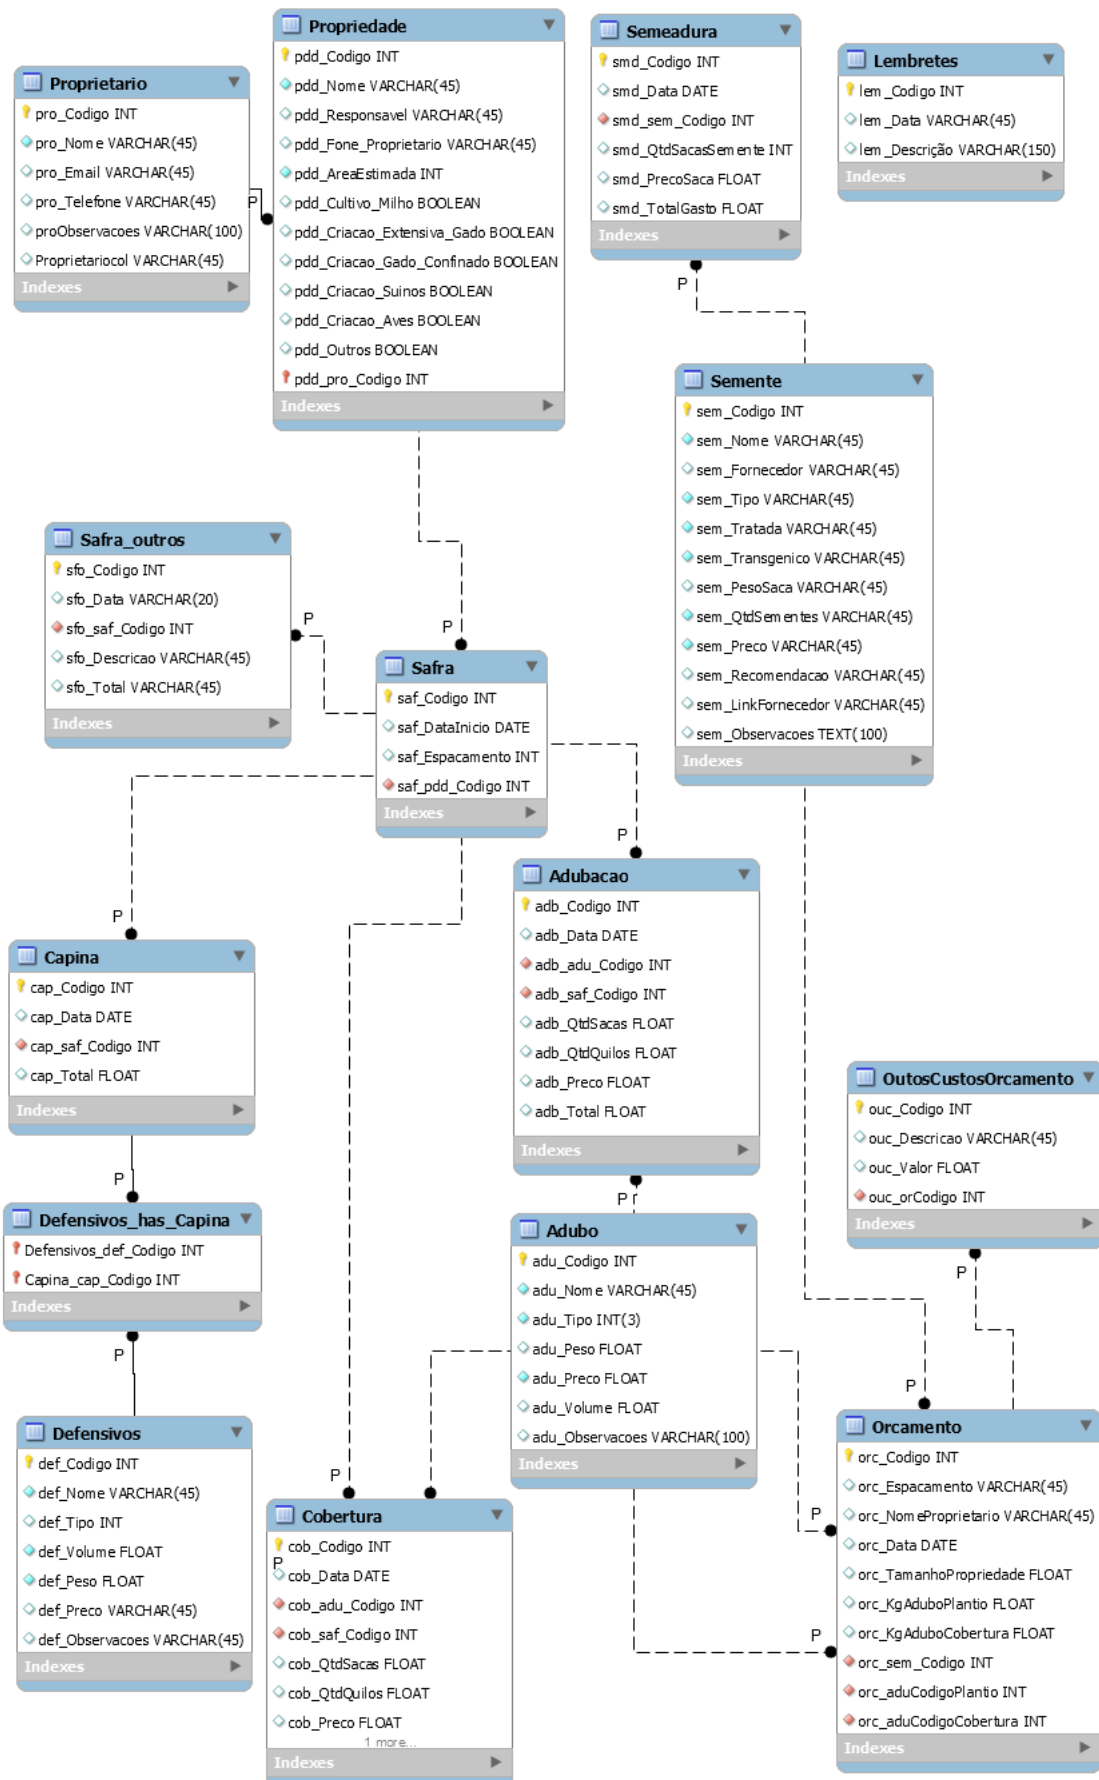 Proprietario
pro_Codigo INT
pro_Nome VARCHAR(45)
pro_Email VARCHAR(45)
pro_Telefone VARCHAR(45)
proObservacoes VARCHAR(100)
Proprietariocol VARCHAR(45)
Indexes
P
Propriedade
pdd_Codigo INT
pdd_Nome VARCHAR(45)
pdd_Responsavel VARCHAR(45)
pdd_Fone_Proprietario VARCHAR(45)
pdd_AreaEstimada INT
pdd_Cultivo_Milho BOOLEAN
pdd_Criacao_Extensiva_Gado BOOLEAN
pdd_Criacao_Gado_Confinado BOOLEAN
pdd_Criacao_Suinos BOOLEAN
pdd_Criacao_Aves BOOLEAN
pdd_Outros BOOLEAN
pdd_pro_Codigo INT
Indexes
Semeadura
smd_Codigo INT
smd_Data DATE
smd_sem_Codigo INT
smd_QtdSacasSemente INT
smd_PrecoSaca FLOAT
smd_TotalGasto FLOAT
Indexes
P
Lembretes
lem_Codigo INT
lem_Data VARCHAR(45)
lem_Descrição VARCHAR(150)
Indexes
Semente
sem_Codigo INT
sem_Nome VARCHAR(45)
sem_Fornecedor VARCHAR(45)
sem_Tipo VARCHAR(45)
sem_Tratada VARCHAR(45)
sem_Transgenico VARCHAR(45)
sem_PesoSaca VARCHAR(45)
sem_QtdSementes VARCHAR(45)
sem_Preco VARCHAR(45)
sem_Recomendacao VARCHAR(45)
sem_LinkFornecedor VARCHAR(45)
sem_Observacoes TEXT(100)
Indexes
Safra_outros
sfo_Codigo INT
sfo_Data VARCHAR(20)
sfo_saf_Codigo INT
sfo_Descricao VARCHAR(45)
sfo_Total VARCHAR(45)
Indexes
P
P
Safra
saf_Codigo INT
saf_DataInicio DATE
saf_Espacamento INT
saf_pdd_Codigo INT
Indexes
P
Adubacao
adb_Codigo INT
adb_Data DATE
adb_adu_Codigo INT
adb_saf_Codigo INT
adb_QtdSacas FLOAT
adb_QtdQuilos FLOAT
adb_Preco FLOAT
adb_Total FLOAT
Indexes
P
P
Capina
cap_Codigo INT
cap_Data DATE
cap_saf_Codigo INT
cap_Total FLOAT
Indexes
P
Defensivos_has_Capina
Defensivos_def_Codigo INT
Capina_cap_Codigo INT
Indexes
P
Defensivos
def_Codigo INT
def_Nome VARCHAR(45)
def_Tipo INT
def_Volume FLOAT
def_Peso FLOAT
def_Preco VARCHAR(45)
def_Observacoes VARCHAR(45)
Indexes
Adubo
adu_Codigo INT
adu_Nome VARCHAR(45)
adu_Tipo INT(3)
adu_Peso FLOAT
adu_Preco FLOAT
adu_Volume FLOAT
adu_Observacoes VARCHAR(100)
Indexes
OutosCustosOrcamento
ouc_Codigo INT
ouc_Descricao VARCHAR(45)
ouc_Valor FLOAT
ouc_orCodigo INT
Indexes
P
P
P
P
Orcamento
orc_Codigo INT
orc_Espacamento VARCHAR(45)
orc_NomeProprietario VARCHAR(45)
orc_Data DATE
orc_TamanhoPropriedade FLOAT
orc_KgAduboPlantio FLOAT
orc_KgAduboCobertura FLOAT
orc_sem_Codigo INT
orc_aduCodigoPlantio INT
orc_aduCodigoCobertura INT
Indexes
P
Cobertura
cob_Codigo INT
P
cob_Data DATE
cob_adu_Codigo INT
cob_saf_Codigo INT
cob_QtdSacas FLOAT
cob_QtdQuilos FLOAT
cob_Preco FLOAT
1 more...
Indexes